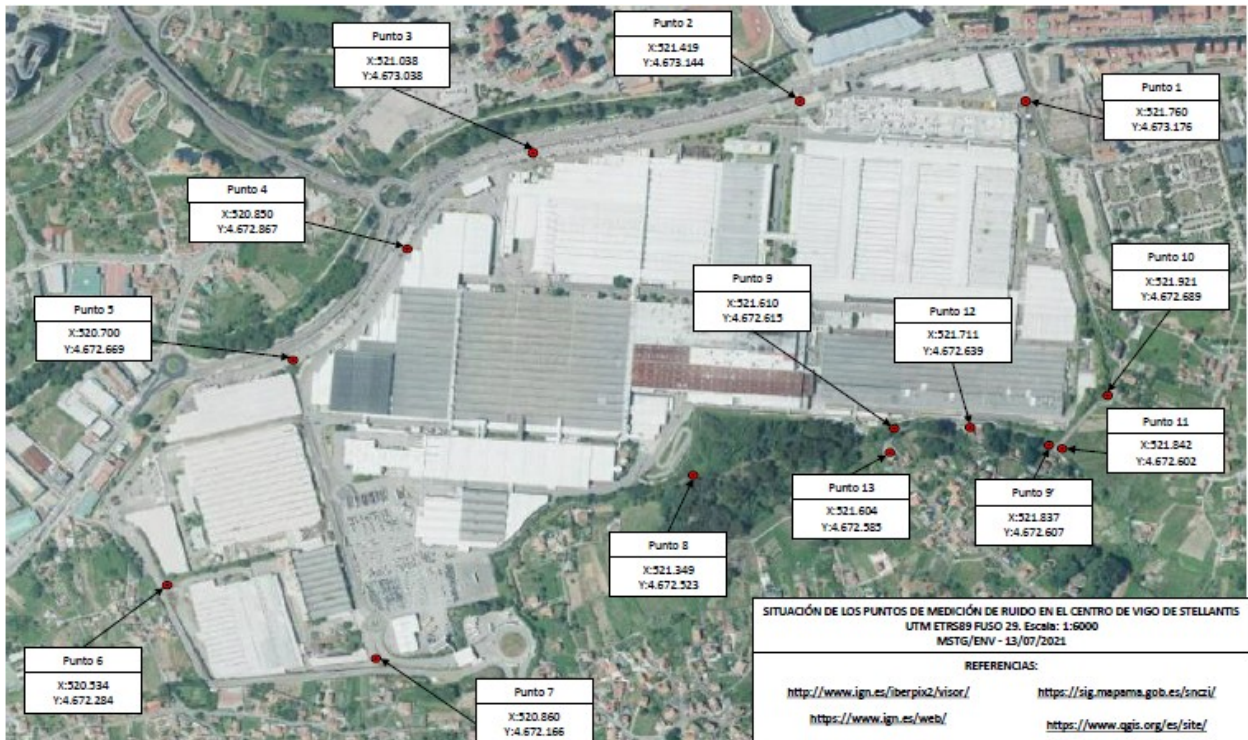 Punto 2
X:521.419
Y:4.673.144
Punto 3
X:521.038
Y:4.673.038
Punto 1
X:521.760
Y:4.673.176
Punto 4
X:520.850
Y:4.672.867
Punto 10
X:521.921
Y:4.672.689
Punto 9
X:521.610
Y:4.672.615
Punto 12
X:521.711
Y:4.672.639
Punto 5
X:520.700
Y:4.672.669
Punto 11
X:521.842
Y:4.672.602
Punto 13
X:521.604
Y:4.672.585
Punto 9'
X:521.837
Y:4.672.607
Punto 8
X:521.349
Y:4.672.523
Punto 6
X:520.534
Y:4.672.284
Punto 7
X:520.860
Y:4.672.166
SITUACIÓN DE LOS PUNTOS DE MEDICIÓN DE RUIDO EN EL CENTRO DE VIGO DE STELLANTIS
UTM ETRS89 FUSO 29. Escala: 1:6000
MSTG/ENV - 13/07/2021
REFERENCIAS:
http://www.ign.es/iberpix2/visor/
https://sig.mapama.gob.es/snczi/
https://www.ign.es/web/
https://www.qgis.org/es/site/